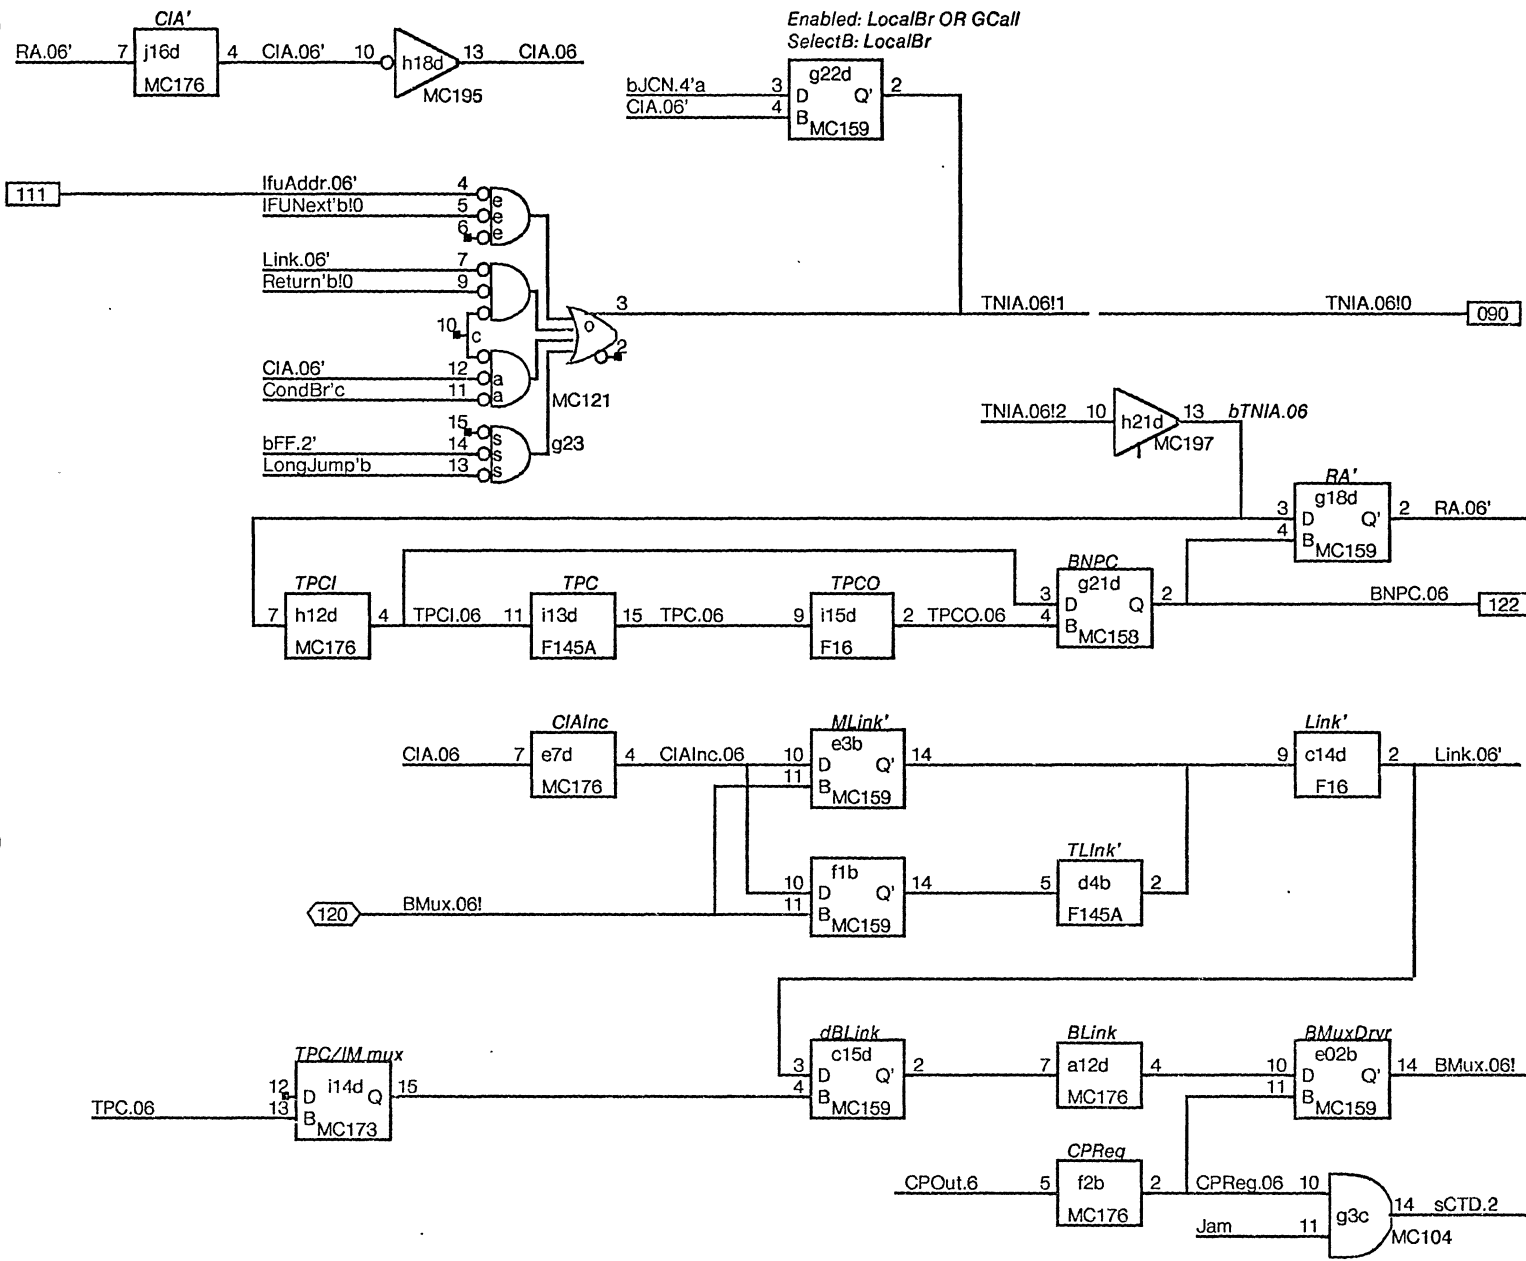 CIA'
RA.06' 7 j16d 4 CIA.06' 10 h18d 13 CIA.06
MC176
MC195
Enabled: LocalBr OR GCall
SelectB: LocalBr
bJCN.4'a 3 D g22d Q' 2
CIA.06' 4 B MC159
111
IfuAddr.06' 4 e
IFUNext'b!0 5 e
6 e
Link.06' 7
Return'b!0 9
10 c
CIA.06' 12 a
CondBr'c 11 a
15 s
bFF.2' 14 s
LongJump'b 13 s
o 3
2
MC121
g23
TNIA.06!1
TNIA.06!0 090
TNIA.06!2 10 h21d 13 bTNIA.06
MC197
RA'
g18d
3 D Q' 2 RA.06'
4 B MC159
TPCI
7 h12d 4 TPCI.06
MC176
TPC
11 i13d 15 TPC.06
F145A
TPCO
9 i15d 2 TPCO.06
F16
BNPC
g21d
3 D Q 2 BNPC.06 122
4 B MC158
CIAInc
CIA.06 7 e7d 4 CIAInc.06
MC176
MLink'
e3b
10 D Q' 14
11 B MC159
Link'
9 c14d 2 Link.06'
F16
f1b
10 D Q' 14
11 B MC159
TLink'
5 d4b 2
F145A
120 BMux.06!
TPC/IM mux
12 D i14d Q 15
TPC.06 13 B MC173
dBLink
c15d
3 D Q' 2
4 B MC159
BLink
7 a12d 4
MC176
BMuxDrvr
e02b
10 D Q' 14 BMux.06!
11 B MC159
CPReg
CPOut.6 5 f2b 2 CPReg.06 10
MC176
Jam 11 g3c 14 sCTD.2
MC104